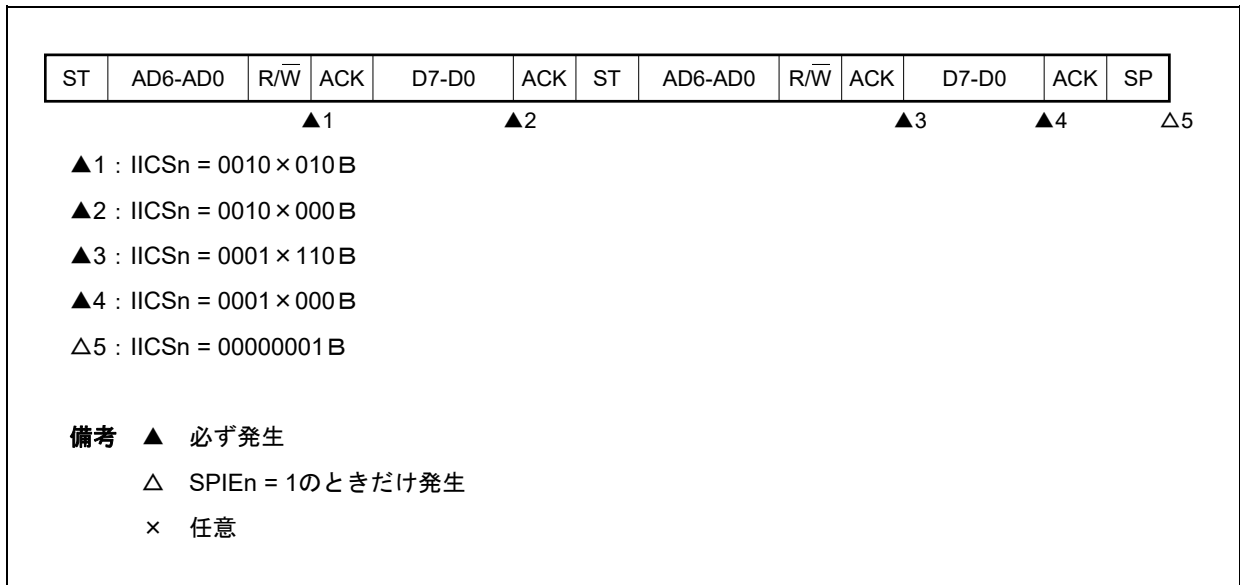 ST AD6-AD0 R/W̅ ACK D7-D0 ACK ST AD6-AD0 R/W̅ ACK D7-D0 ACK SP
▲1 ▲2 ▲3 ▲4 △5
▲1：IICSn = 0010×010B
▲2：IICSn = 0010×000B
▲3：IICSn = 0001×110B
▲4：IICSn = 0001×000B
△5：IICSn = 00000001B
備考 ▲ 必ず発生
△ SPIEn = 1のときだけ発生
× 任意